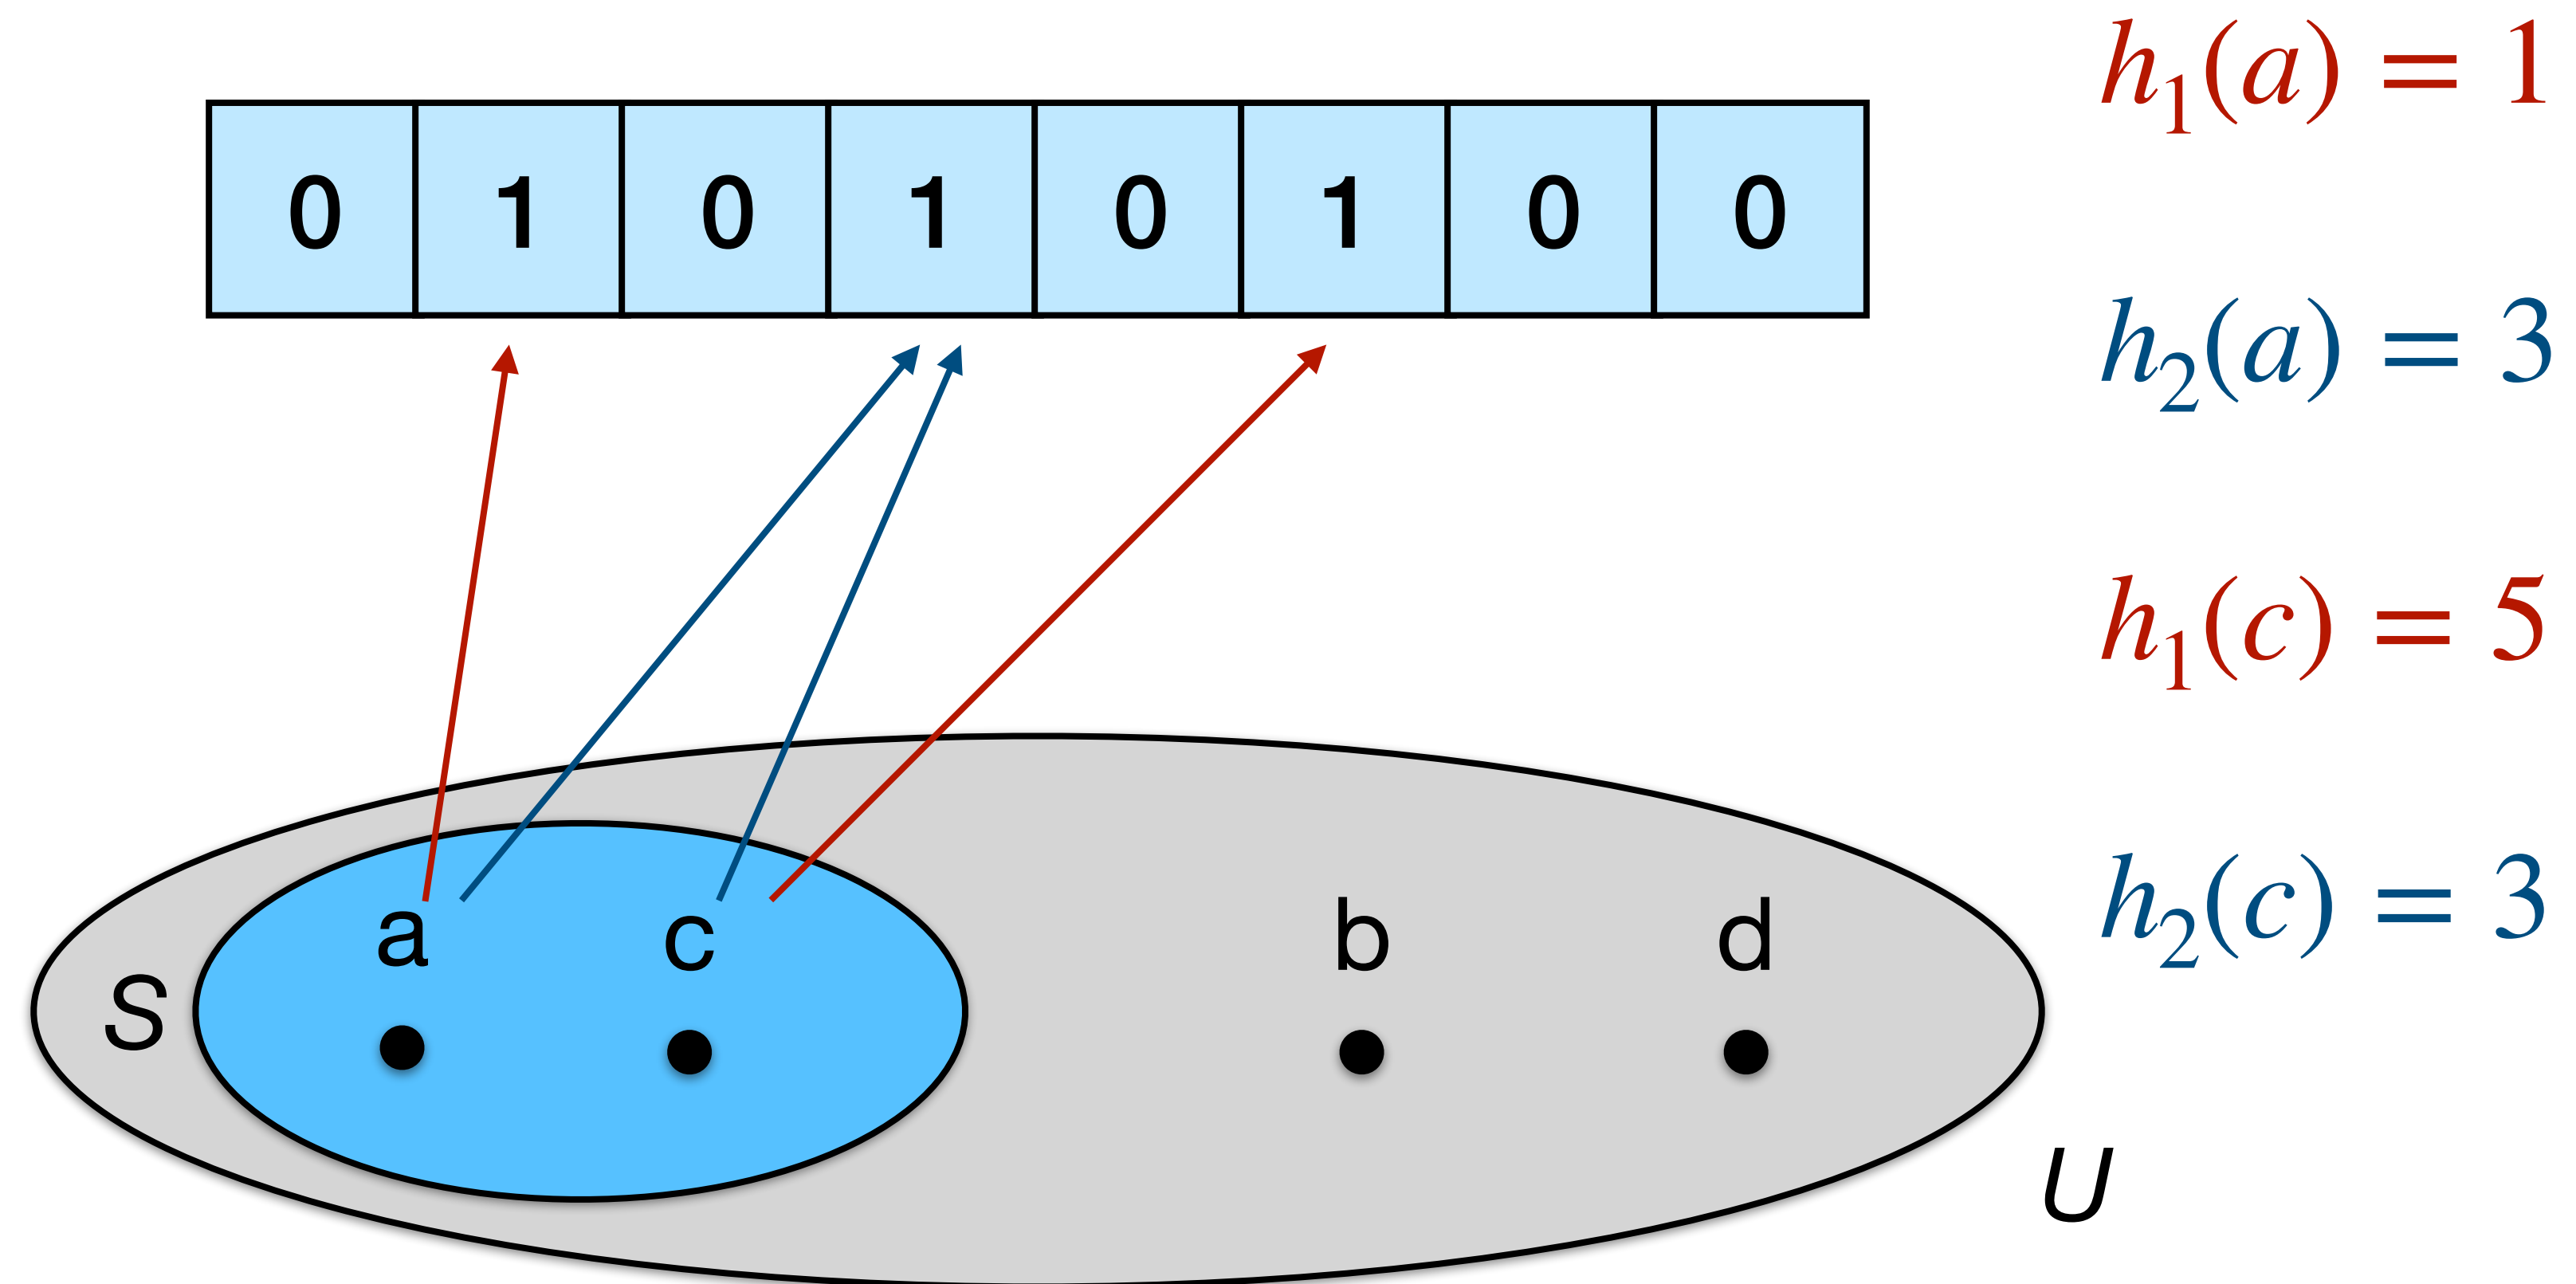 0 1 0 1 0 1 0 0
h₁(a) = 1
h₂(a) = 3
h₁(c) = 5
h₂(c) = 3
a c b d
S
U